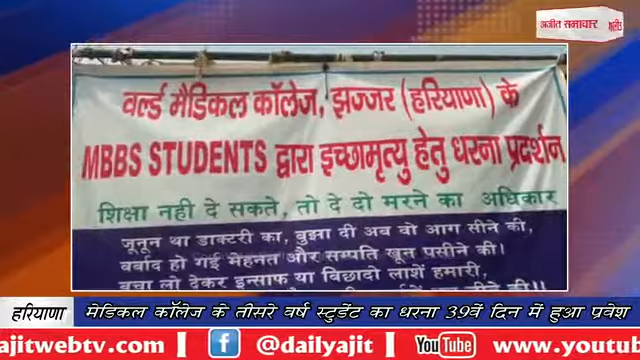 अजीत समाचार
वर्ल्ड मैडिकल कॉलेज, झज्जर (हरियाणा) के
MBBS STUDENTS द्वारा इच्छामृत्यु हेतु धरना प्रदर्शन
शिक्षा नही दे सकते, तो दे दो मरने का अधिकार
जूनून था डाक्टरी का, बुझा दी अब वो आग सीने की,
बर्बाद हो गई मेहनत और सम्पति खून पसीने की।
बचा लो देकर इन्साफ या बिछादो लाशें हमारी,
हरियाणा
मेडिकल कॉलेज के तीसरे वर्ष स्टुडेंट का धरना 39वें दिन में हुआ प्रवेश
ajitwebtv.com
@dailyajit
YouTube
www.youtub